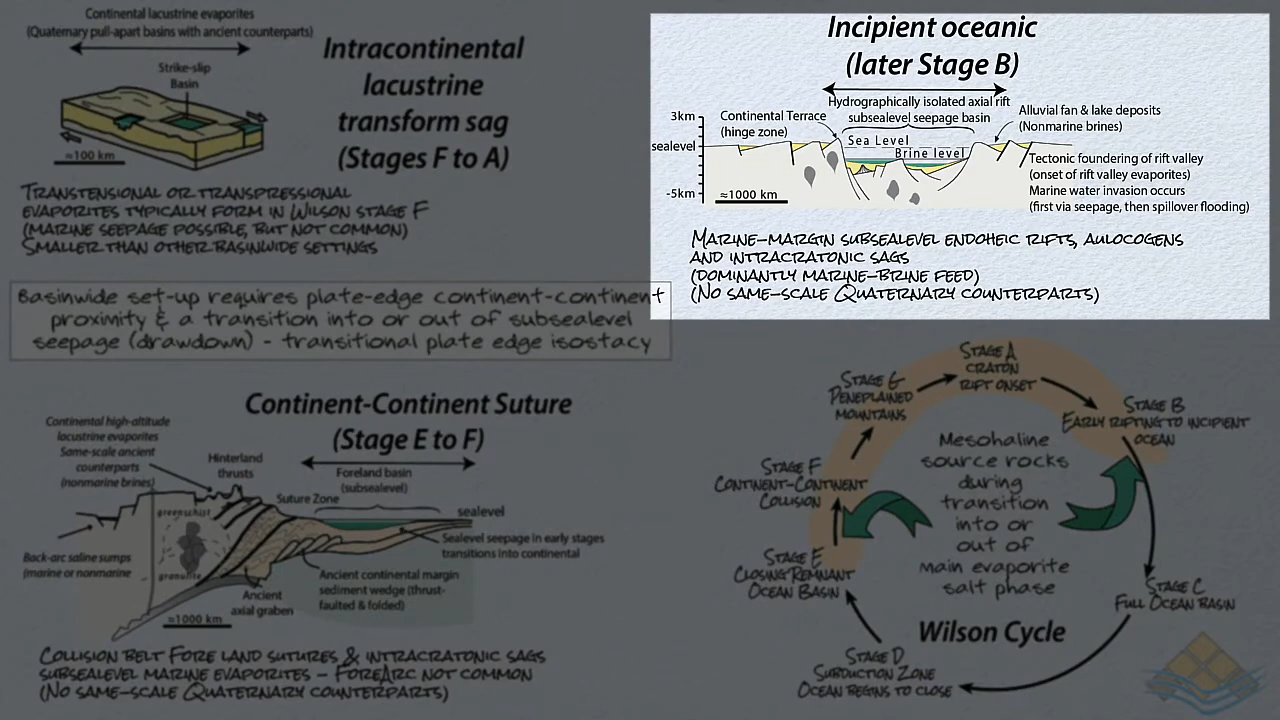 Continental lacustrine evaporites
(Quaternary pull-apart basins with ancient counterparts)
Strike-slip
Basin
≈100 km
Intracontinental
lacustrine
transform sag
(Stages F to A)
Transtensional or transpressional
evaporites typically form in Wilson stage F
(marine seepage possible, but not common)
Smaller than other basinwide settings
Incipient oceanic
(later Stage B)
Hydrographically isolated axial rift
subsealevel seepage basin
Continental Terrace
(hinge zone)
Alluvial fan & lake deposits
(Nonmarine brines)
3km
sealevel
-5km
Sea Level
Brine level
≈1000 km
Tectonic foundering of rift valley
(onset of rift valley evaporites)
Marine water invasion occurs
(first via seepage, then spillover flooding)
Marine-margin subsealevel endoheic rifts, aulocogens
and intracratonic sags
(dominantly marine-brine feed)
(No same-scale Quaternary counterparts)
Basinwide set-up requires plate-edge continent-continent
proximity & a transition into or out of subsealevel
seepage (drawdown) - transitional plate edge isostacy
Continent-Continent Suture
(Stage E to F)
Continental high-altitude
lacustrine evaporites
Same-scale ancient
counterparts
(nonmarine brines)
Hinterland
thrusts
Foreland basin
(subsealevel)
Suture Zone
sealevel
greenschist
granulite
Sealevel seepage in early stages
transitions into continental
Back-arc saline sumps
(marine or nonmarine
Ancient continental margin
sediment wedge (thrust-
faulted & folded)
Ancient
axial graben
≈1000 km
Collision belt Fore land sutures & intracratonic sags
subsealevel marine evaporites - ForeArc not common
(No same-scale Quaternary counterparts)
Stage A
craton
rift onset
Stage B
Early rifting to incipient
ocean
Stage C
Full Ocean Basin
Stage D
Subduction Zone
Ocean begins to close
Stage E
Closing Remnant
Ocean Basin
Stage F
Continent-Continent
Collision
Stage G
Peneplained
mountains
Mesohaline
source rocks
during
transition
into or
out of
main evaporite
salt phase
Wilson Cycle